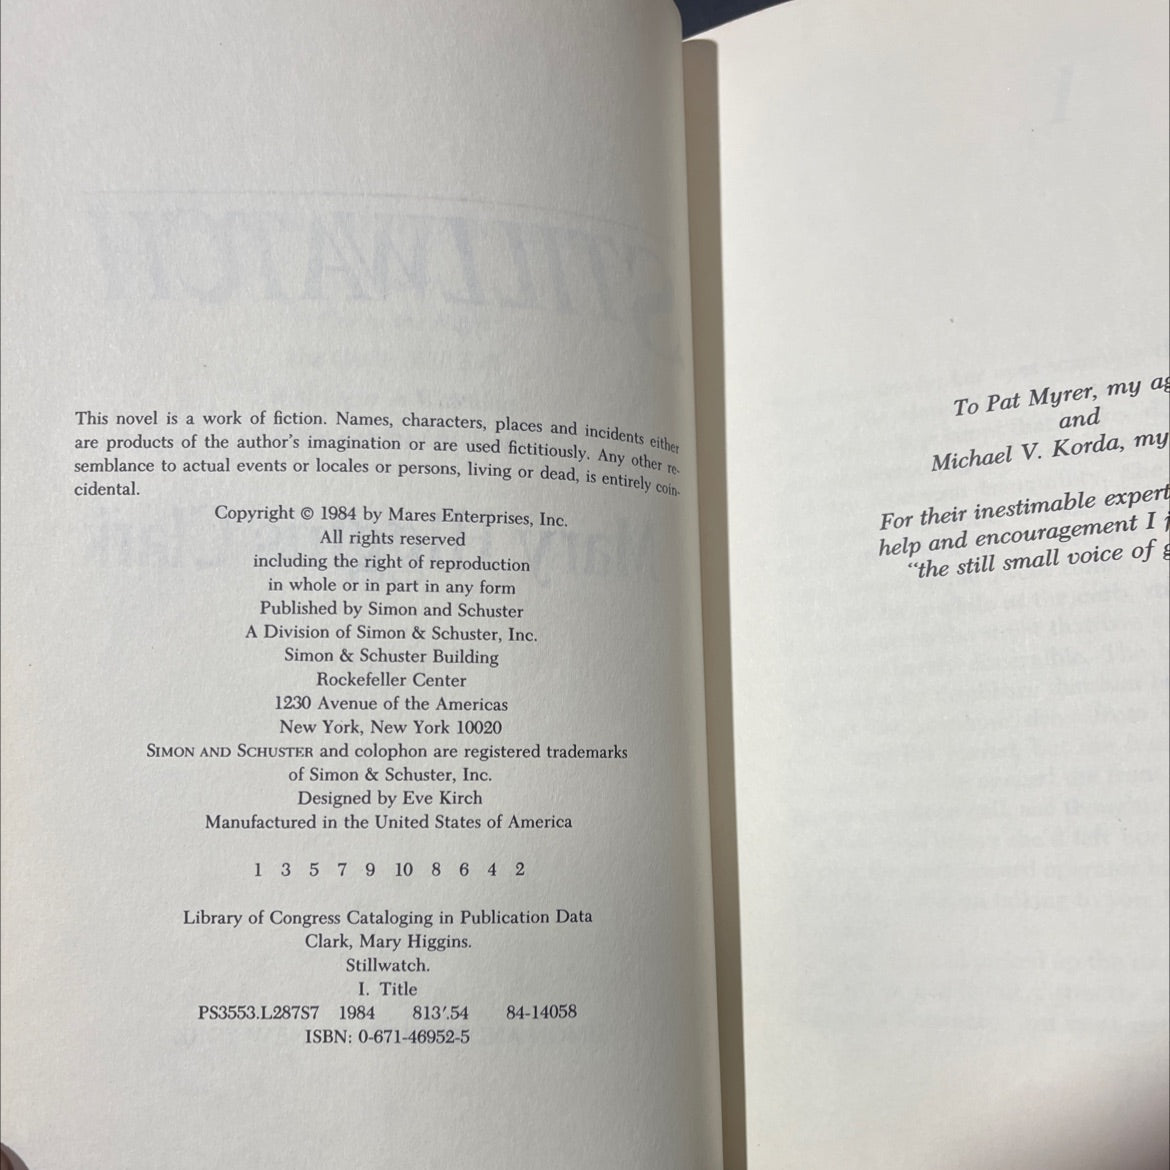 This novel is a work of fiction. Names, characters, places and incidents either
are products of the author's imagination or are used fictitiously. Any other re-
semblance to actual events or locales or persons, living or dead, is entirely coin-
cidental.
Copyright © 1984 by Mares Enterprises, Inc.
All rights reserved
including the right of reproduction
in whole or in part in any form
Published by Simon and Schuster
A Division of Simon & Schuster, Inc.
Simon & Schuster Building
Rockefeller Center
1230 Avenue of the Americas
New York, New York 10020
SIMON AND SCHUSTER and colophon are registered trademarks
of Simon & Schuster, Inc.
Designed by Eve Kirch
Manufactured in the United States of America
1 3 5 7 9 10 8 6 4 2
Library of Congress Cataloging in Publication Data
Clark, Mary Higgins.
Stillwatch.
I. Title
PS3553.L287S7 1984 813'.54 84-14058
ISBN: 0-671-46952-5
To Pat Myrer, my ag
and
Michael V. Korda, my
For their inestimable expert
help and encouragement I j
"the still small voice of g